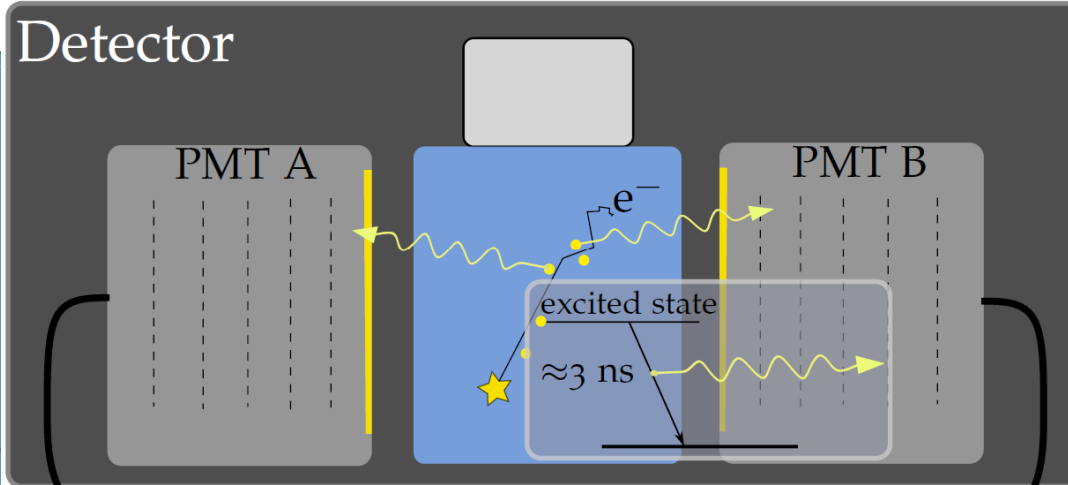 Detector
PMT A
PMT B
e⁻
excited state
≈3 ns